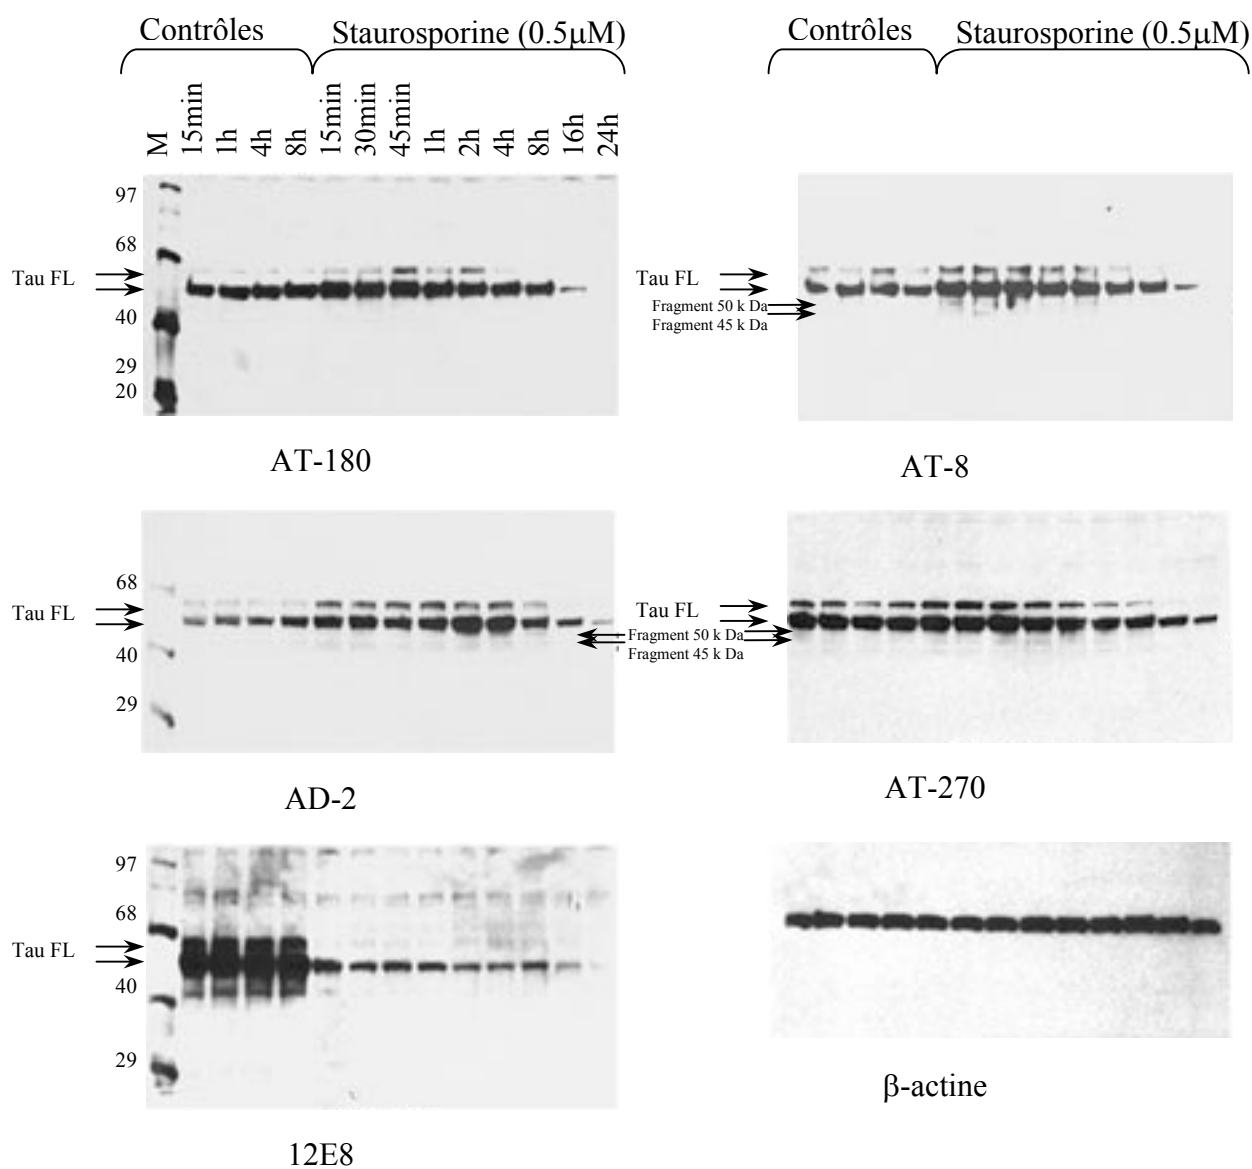 Contrôles
Staurosporine (0.5µM)
Contrôles
Staurosporine (0.5µM)
M
15min
1h
4h
8h
15min
30min
45min
1h
2h
4h
8h
16h
24h
97
68
Tau FL
40
29
20
AT-180
Tau FL
Fragment 50 k Da
Fragment 45 k Da
AT-8
68
Tau FL
40
29
AD-2
Tau FL
Fragment 50 k Da
Fragment 45 k Da
AT-270
97
68
Tau FL
40
29
12E8
β-actine